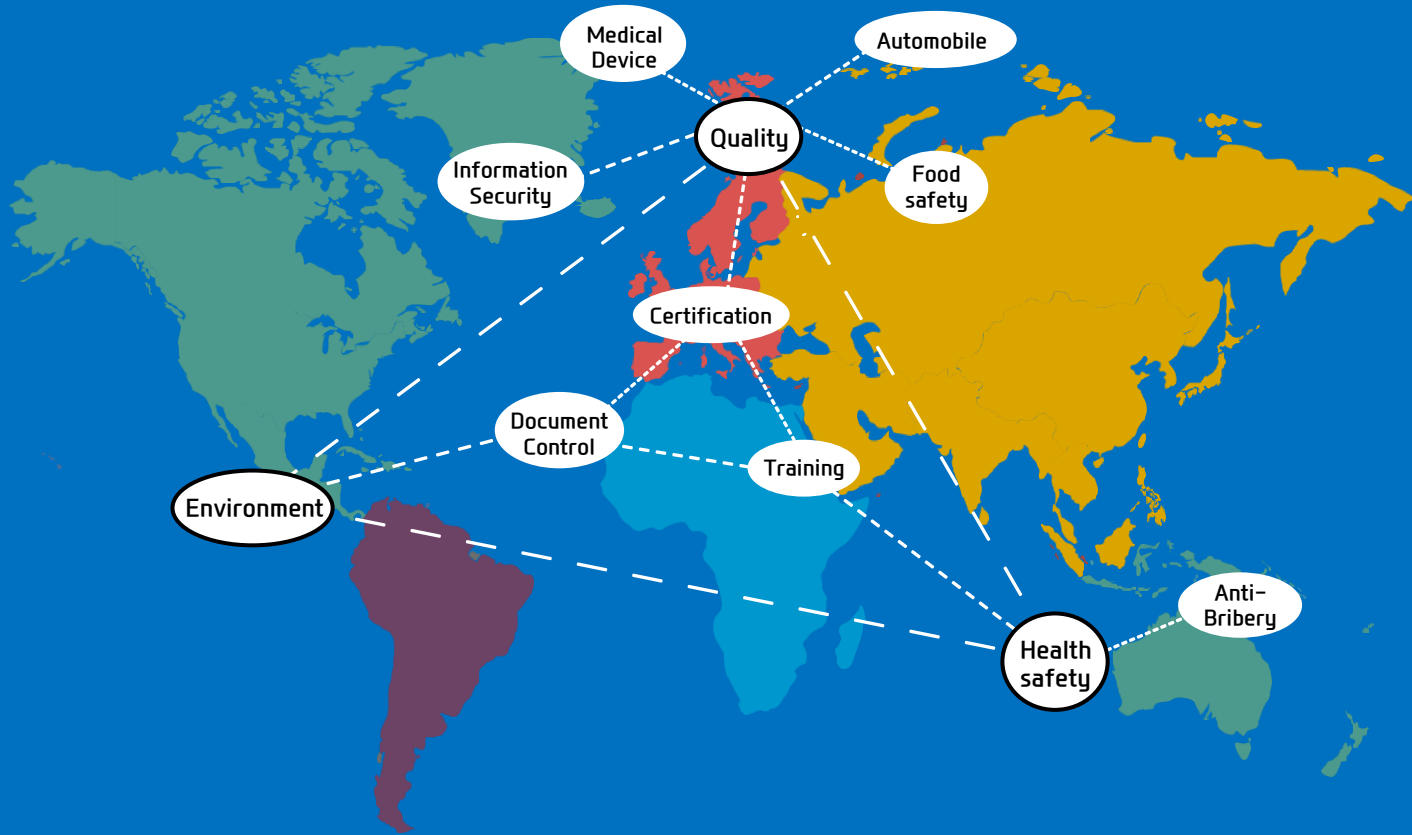 Medical
Device
Automobile
Quality
Information
Security
Food
safety
Certification
Document
Control
Training
Environment
Anti-
Bribery
Health
safety